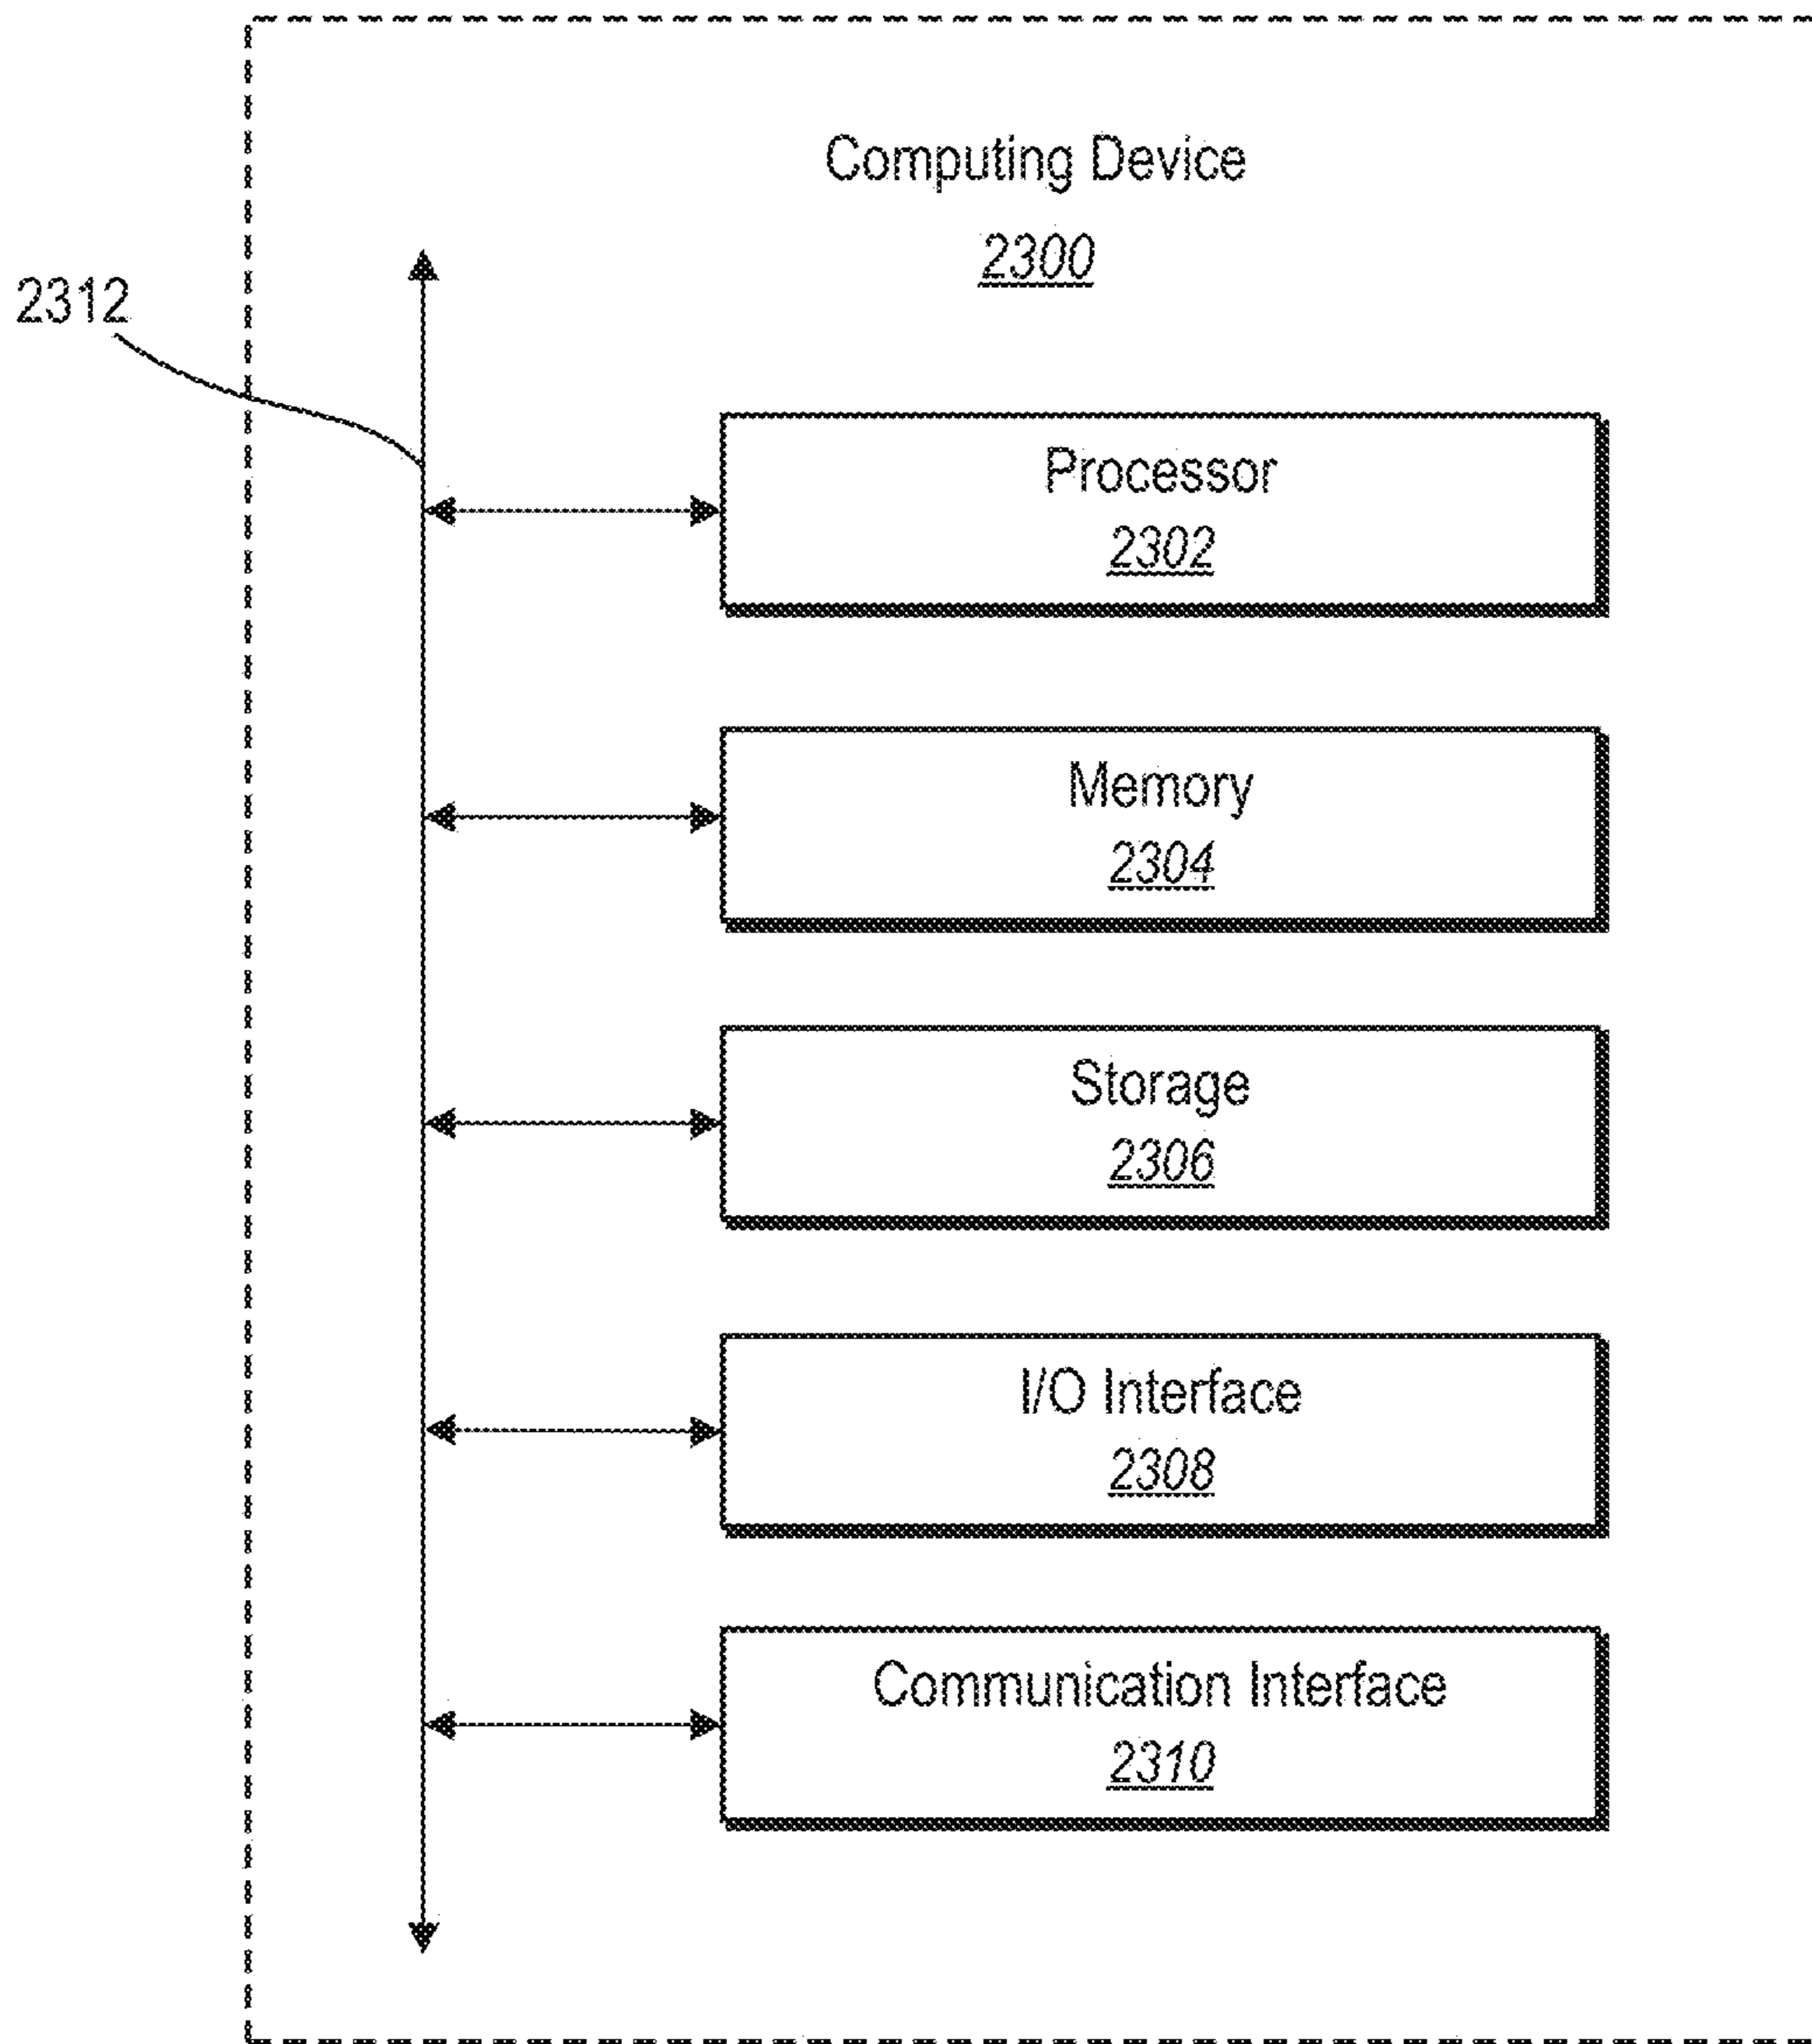 Computing Device
2300
2312
Processor
2302
Memory
2304
Storage
2306
I/O Interface
2308
Communication Interface
2310